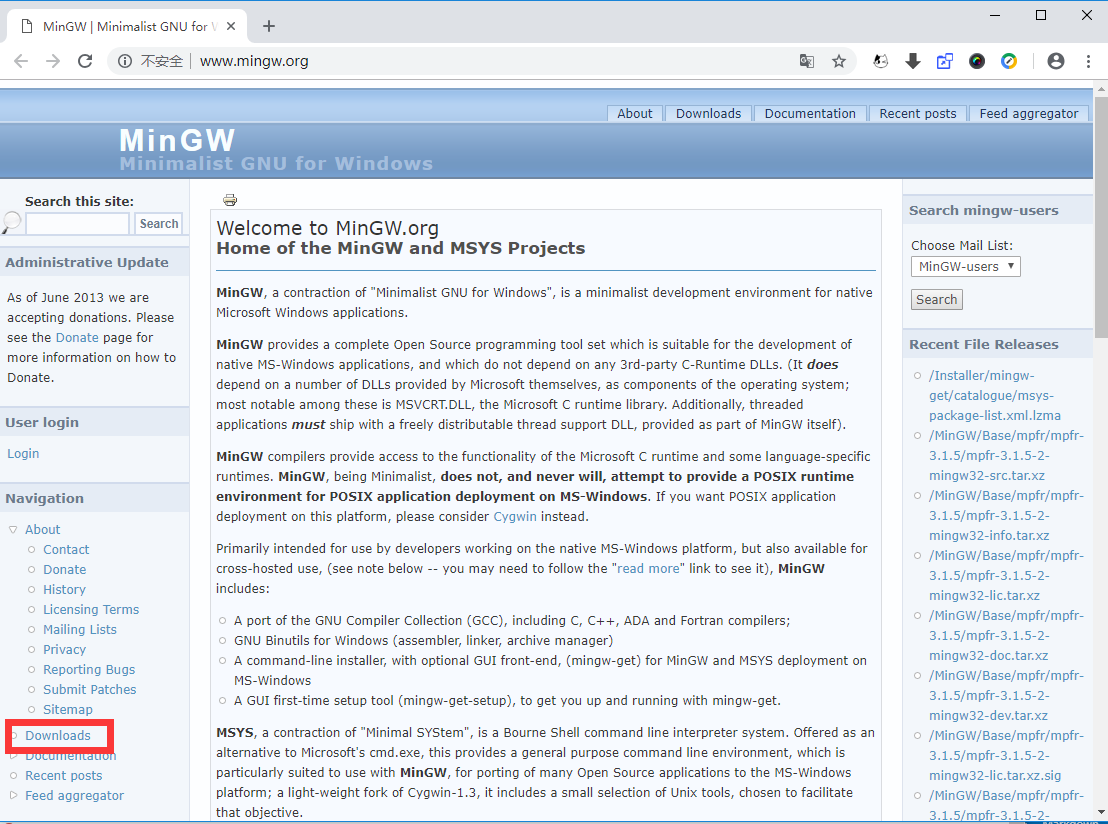 MinGW | Minimalist GNU for
不安全 www.mingw.org
About Downloads Documentation Recent posts Feed aggregator
MinGW
Minimalist GNU for Windows
Search this site:
Search
Administrative Update
As of June 2013 we are
accepting donations. Please
see the Donate page for
more information on how to
Donate.
User login
Login
Navigation
About
Contact
Donate
History
Licensing Terms
Mailing Lists
Privacy
Reporting Bugs
Submit Patches
Sitemap
Downloads
Documentation
Recent posts
Feed aggregator
Welcome to MinGW.org
Home of the MinGW and MSYS Projects
MinGW, a contraction of "Minimalist GNU for Windows", is a minimalist development environment for native
Microsoft Windows applications.
MinGW provides a complete Open Source programming tool set which is suitable for the development of
native MS-Windows applications, and which do not depend on any 3rd-party C-Runtime DLLs. (It does
depend on a number of DLLs provided by Microsoft themselves, as components of the operating system;
most notable among these is MSVCRT.DLL, the Microsoft C runtime library. Additionally, threaded
applications must ship with a freely distributable thread support DLL, provided as part of MinGW itself).
MinGW compilers provide access to the functionality of the Microsoft C runtime and some language-specific
runtimes. MinGW, being Minimalist, does not, and never will, attempt to provide a POSIX runtime
environment for POSIX application deployment on MS-Windows. If you want POSIX application
deployment on this platform, please consider Cygwin instead.
Primarily intended for use by developers working on the native MS-Windows platform, but also available for
cross-hosted use, (see note below -- you may need to follow the "read more" link to see it), MinGW
includes:
A port of the GNU Compiler Collection (GCC), including C, C++, ADA and Fortran compilers;
GNU Binutils for Windows (assembler, linker, archive manager)
A command-line installer, with optional GUI front-end, (mingw-get) for MinGW and MSYS deployment on
MS-Windows
A GUI first-time setup tool (mingw-get-setup), to get you up and running with mingw-get.
MSYS, a contraction of "Minimal SYStem", is a Bourne Shell command line interpreter system. Offered as an
alternative to Microsoft's cmd.exe, this provides a general purpose command line environment, which is
particularly suited to use with MinGW, for porting of many Open Source applications to the MS-Windows
platform; a light-weight fork of Cygwin-1.3, it includes a small selection of Unix tools, chosen to facilitate
that objective.
Search mingw-users
Choose Mail List:
MinGW-users
Search
Recent File Releases
/Installer/mingw-
get/catalogue/msys-
package-list.xml.lzma
/MinGW/Base/mpfr/mpfr-
3.1.5/mpfr-3.1.5-2-
mingw32-src.tar.xz
/MinGW/Base/mpfr/mpfr-
3.1.5/mpfr-3.1.5-2-
mingw32-info.tar.xz
/MinGW/Base/mpfr/mpfr-
3.1.5/mpfr-3.1.5-2-
mingw32-lic.tar.xz
/MinGW/Base/mpfr/mpfr-
3.1.5/mpfr-3.1.5-2-
mingw32-doc.tar.xz
/MinGW/Base/mpfr/mpfr-
3.1.5/mpfr-3.1.5-2-
mingw32-dev.tar.xz
/MinGW/Base/mpfr/mpfr-
3.1.5/mpfr-3.1.5-2-
mingw32-lic.tar.xz.sig
/MinGW/Base/mpfr/mpfr-
3.1.5/mpfr-3.1.5-2-